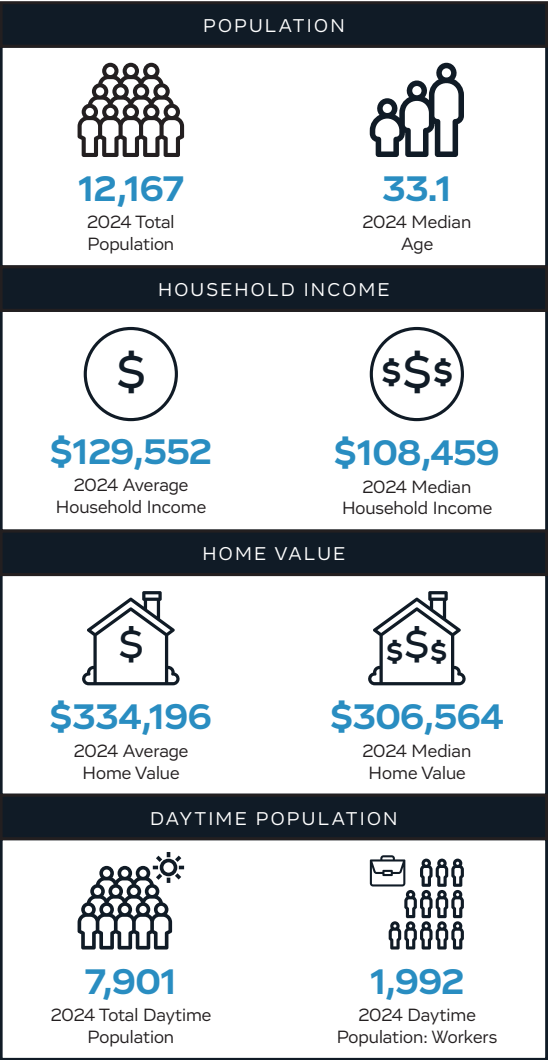 POPULATION
12,167
2024 Total
Population
33.1
2024 Median
Age
HOUSEHOLD INCOME
$
$129,552
2024 Average
Household Income
$$$
$108,459
2024 Median
Household Income
HOME VALUE
$
$334,196
2024 Average
Home Value
$$$
$306,564
2024 Median
Home Value
DAYTIME POPULATION
7,901
2024 Total Daytime
Population
1,992
2024 Daytime
Population: Workers